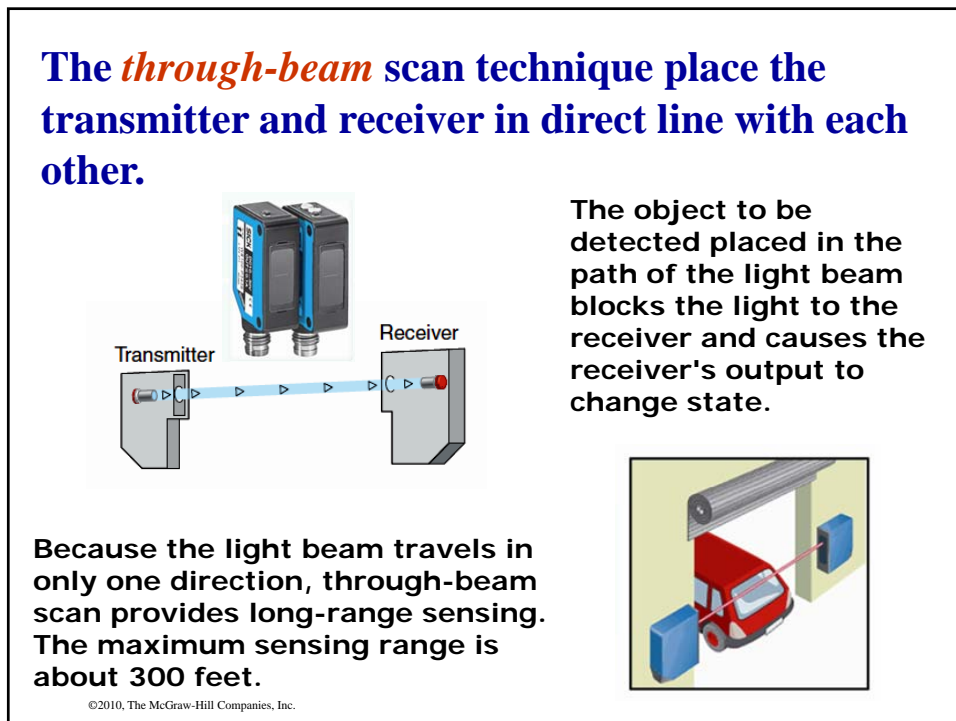 The through-beam scan technique place the
transmitter and receiver in direct line with each
other.
The object to be
detected placed in the
path of the light beam
blocks the light to the
receiver and causes the
receiver's output to
change state.
SICK
Transmitter
Receiver
Because the light beam travels in
only one direction, through-beam
scan provides long-range sensing.
The maximum sensing range is
about 300 feet.
©2010, The McGraw-Hill Companies, Inc.